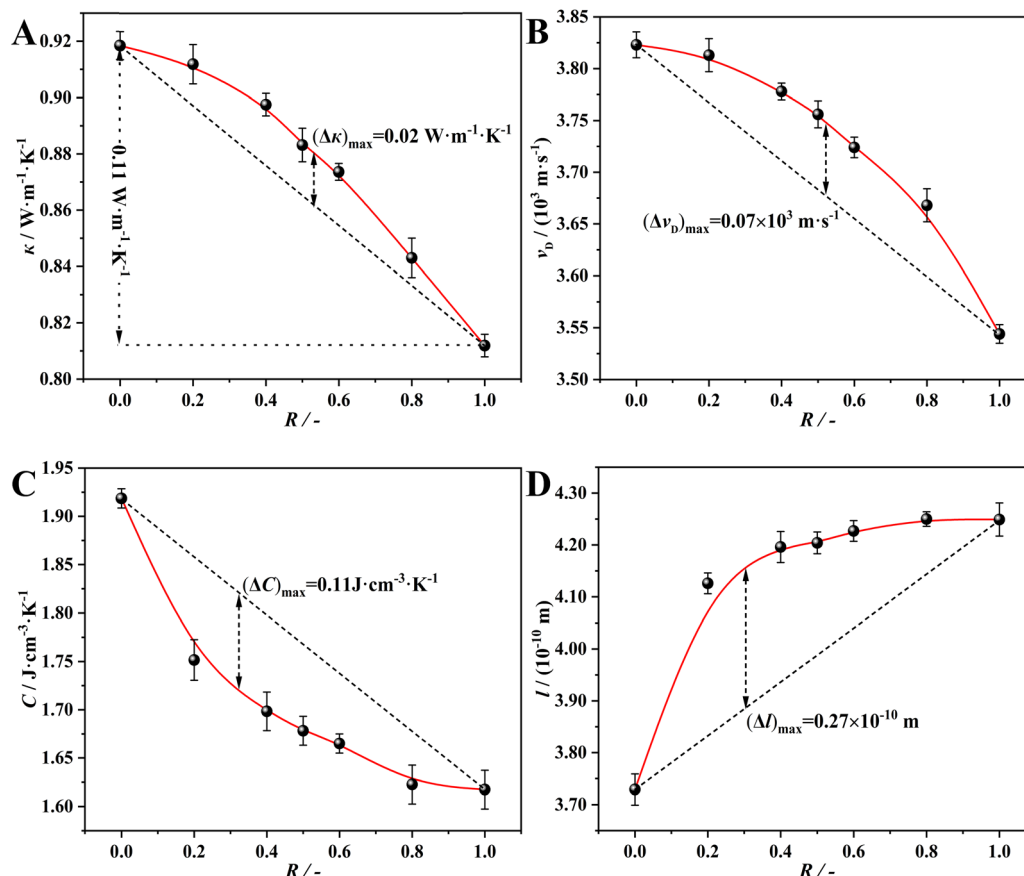 A
0.92
0.90
0.88
0.86
0.84
0.82
0.80
κ / W·m⁻¹·K⁻¹
0.11 W·m⁻¹·K⁻¹
(Δκ)max=0.02 W·m⁻¹·K⁻¹
0.0 0.2 0.4 0.6 0.8 1.0
R / -
B
3.85
3.80
3.75
3.70
3.65
3.60
3.55
3.50
v_D / (10³ m·s⁻¹)
(Δv_D)max=0.07×10³ m·s⁻¹
0.0 0.2 0.4 0.6 0.8 1.0
R / -
C
1.95
1.90
1.85
1.80
1.75
1.70
1.65
1.60
C / J·cm⁻³·K⁻¹
(ΔC)max=0.11J·cm⁻³·K⁻¹
0.0 0.2 0.4 0.6 0.8 1.0
R / -
D
4.30
4.20
4.10
4.00
3.90
3.80
3.70
l / (10⁻¹⁰ m)
(Δl)max=0.27×10⁻¹⁰ m
0.0 0.2 0.4 0.6 0.8 1.0
R / -